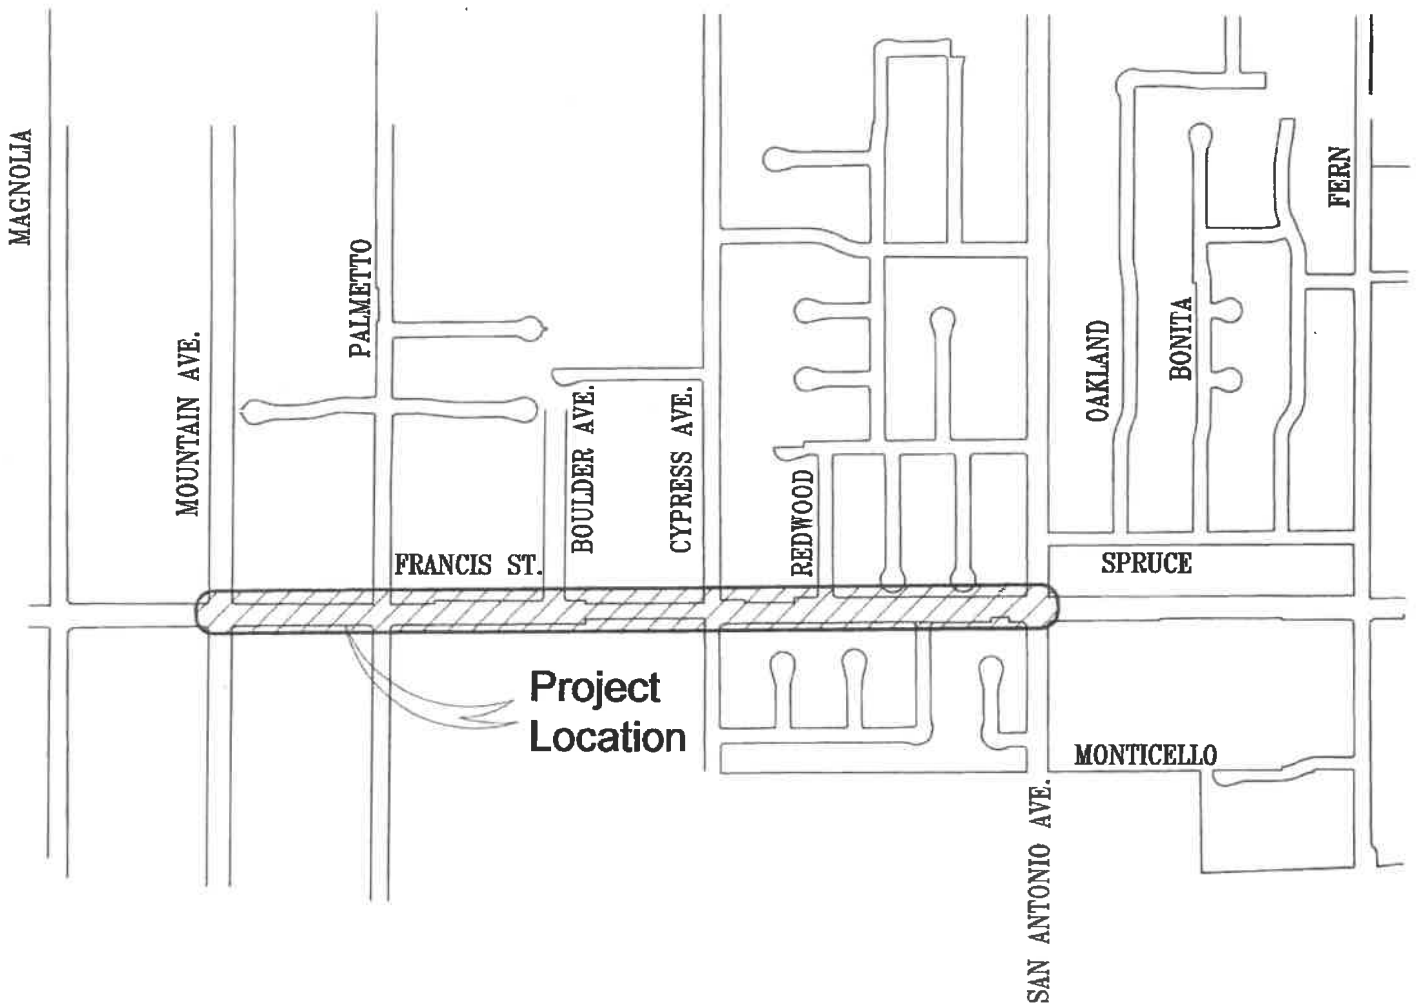 MAGNOLIA
MOUNTAIN AVE.
PALMETTO
FRANCIS ST.
BOULDER AVE.
CYPRESS AVE.
REDWOOD
OAKLAND
BONITA
FERN
SPRUCE
Project
Location
MONTICELLO
SAN ANTONIO AVE.